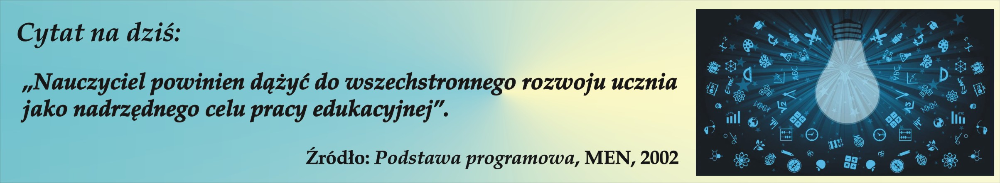 Cytat na dziś:
„Nauczyciel powinien dążyć do wszechstronnego rozwoju ucznia
jako nadrzędnego celu pracy edukacyjnej”.
Źródło: Podstawa programowa, MEN, 2002